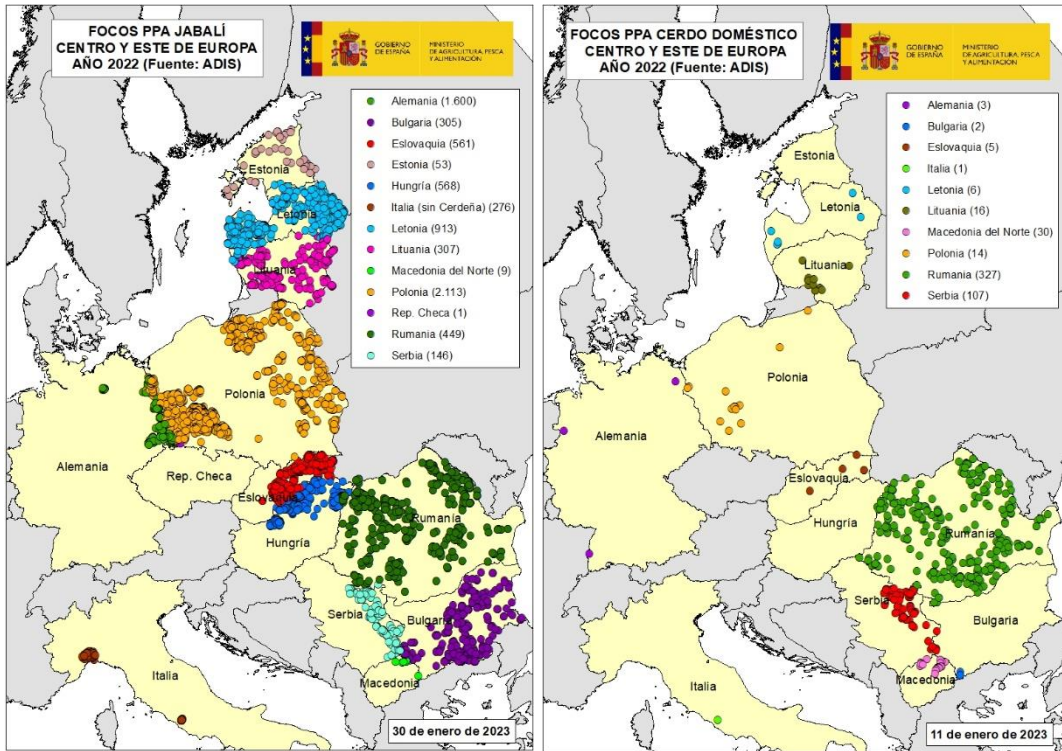 FOCOS PPA JABALÍ
CENTRO Y ESTE DE EUROPA
AÑO 2022 (Fuente: ADIS)
GOBIERNO
DE ESPAÑA
MINISTERIO
DE AGRICULTURA, PESCA
Y ALIMENTACIÓN
Alemania (1.600)
Bulgaria (305)
Eslovaquia (561)
Estonia (53)
Hungría (568)
Italia (sin Cerdeña) (276)
Letonia (913)
Lituania (307)
Macedonia del Norte (9)
Polonia (2.113)
Rep. Checa (1)
Rumania (449)
Serbia (146)
Estonia
Letonia
Lituania
Polonia
Alemania
Rep. Checa
Eslovaquia
Hungría
Rumanía
Serbia
Bulgaria
Italia
Macedonia
30 de enero de 2023
FOCOS PPA CERDO DOMÉSTICO
CENTRO Y ESTE DE EUROPA
AÑO 2022 (Fuente: ADIS)
GOBIERNO
DE ESPAÑA
MINISTERIO
DE AGRICULTURA, PESCA
Y ALIMENTACIÓN
Alemania (3)
Bulgaria (2)
Eslovaquia (5)
Italia (1)
Letonia (6)
Lituania (16)
Macedonia del Norte (30)
Polonia (14)
Rumania (327)
Serbia (107)
Estonia
Letonia
Lituania
Polonia
Alemania
Eslovaquia
Hungría
Rumanía
Serbia
Bulgaria
Macedonia
Italia
11 de enero de 2023